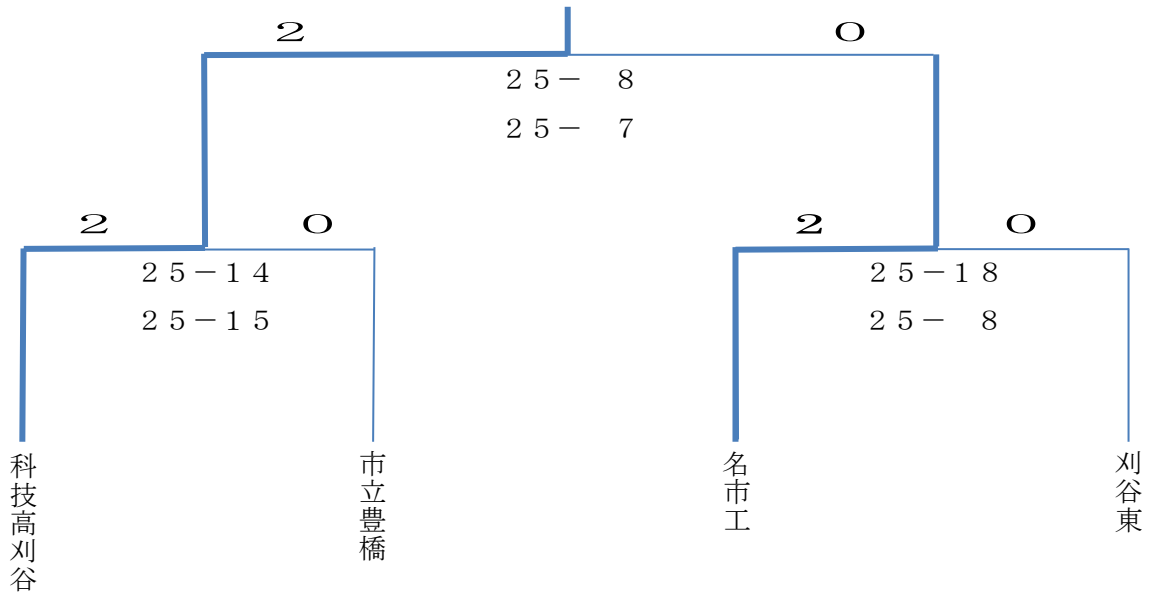 ２ ０
２５－　８
２５－　７
２ ０ ２ ０
２５－１４ ２５－１８
２５－１５ ２５－　８
科技高刈谷
市立豊橋
名市工
刈谷東